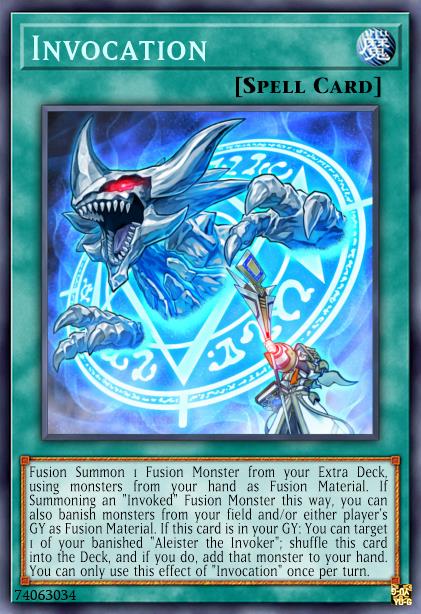 INVOCATION
魔
[SPELL CARD]
Fusion Summon 1 Fusion Monster from your Extra Deck,
using monsters from your hand as Fusion Material. If
Summoning an "Invoked" Fusion Monster this way, you can
also banish monsters from your field and/or either player's
GY as Fusion Material. If this card is in your GY: You can target
1 of your banished "Aleister the Invoker"; shuffle this card
into the Deck, and if you do, add that monster to your hand.
You can only use this effect of "Invocation" once per turn.
74063034